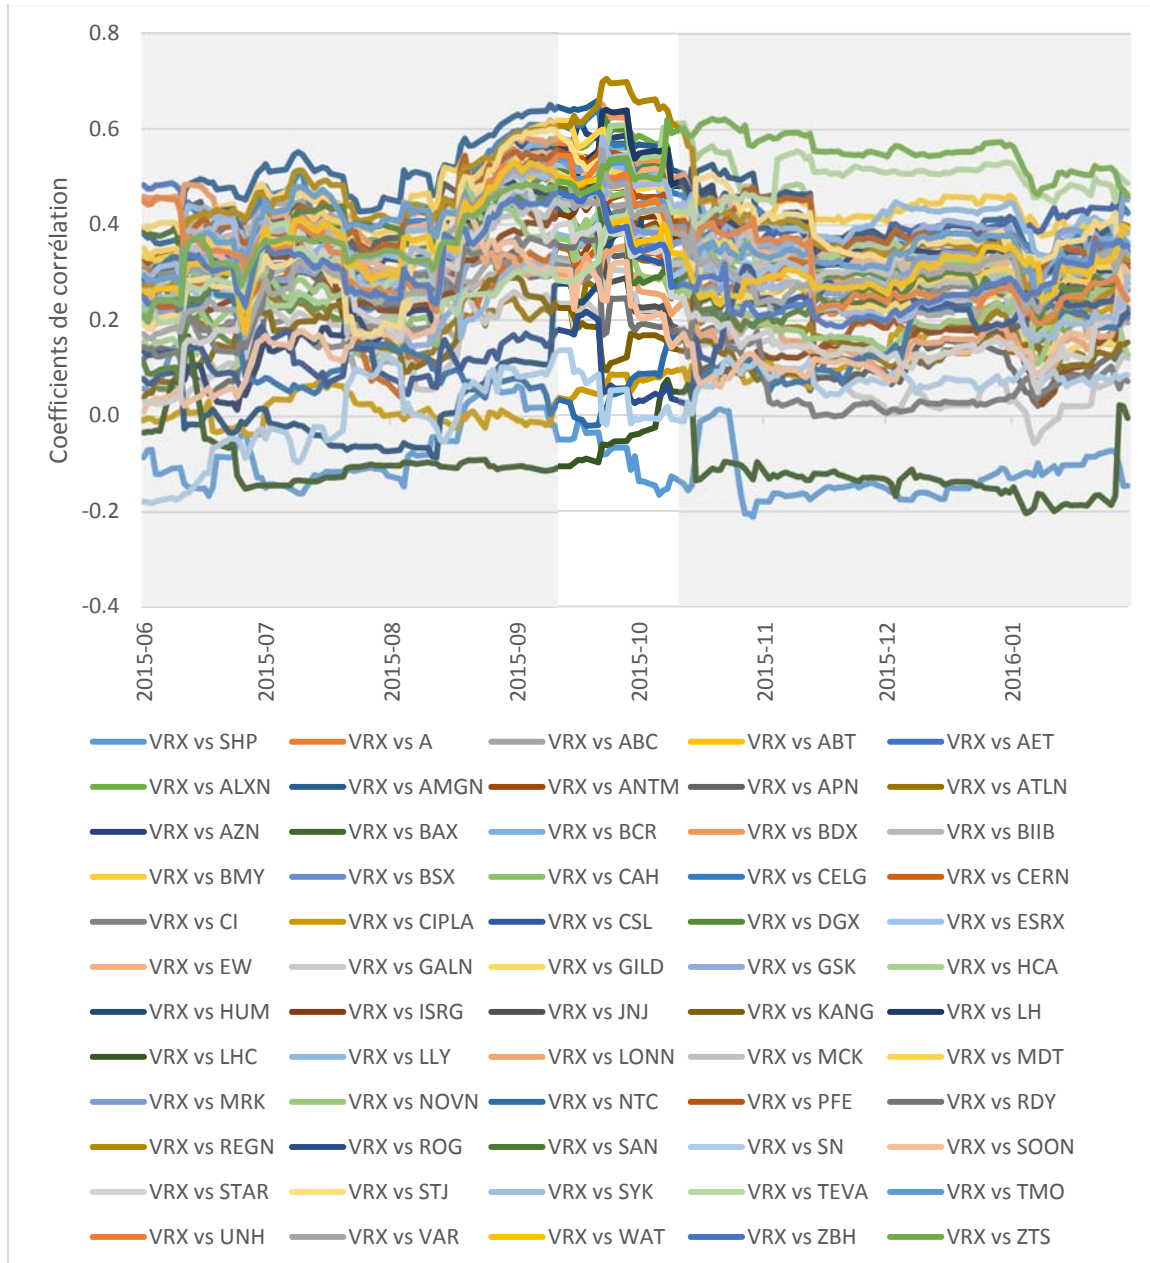 Coefficients de corrélation
0.8
0.6
0.4
0.2
0.0
-0.2
-0.4
2015-06 2015-07 2015-08 2015-09 2015-10 2015-11 2015-12 2016-01
VRX vs SHP VRX vs A VRX vs ABC VRX vs ABT VRX vs AET
VRX vs ALXN VRX vs AMGN VRX vs ANTM VRX vs APN VRX vs ATLN
VRX vs AZN VRX vs BAX VRX vs BCR VRX vs BDX VRX vs BIIB
VRX vs BMY VRX vs BSX VRX vs CAH VRX vs CELG VRX vs CERN
VRX vs CI VRX vs CIPLA VRX vs CSL VRX vs DGX VRX vs ESRX
VRX vs EW VRX vs GALN VRX vs GILD VRX vs GSK VRX vs HCA
VRX vs HUM VRX vs ISRG VRX vs JNJ VRX vs KANG VRX vs LH
VRX vs LHC VRX vs LLY VRX vs LONN VRX vs MCK VRX vs MDT
VRX vs MRK VRX vs NOVN VRX vs NTC VRX vs PFE VRX vs RDY
VRX vs REGN VRX vs ROG VRX vs SAN VRX vs SN VRX vs SOON
VRX vs STAR VRX vs STJ VRX vs SYK VRX vs TEVA VRX vs TMO
VRX vs UNH VRX vs VAR VRX vs WAT VRX vs ZBH VRX vs ZTS